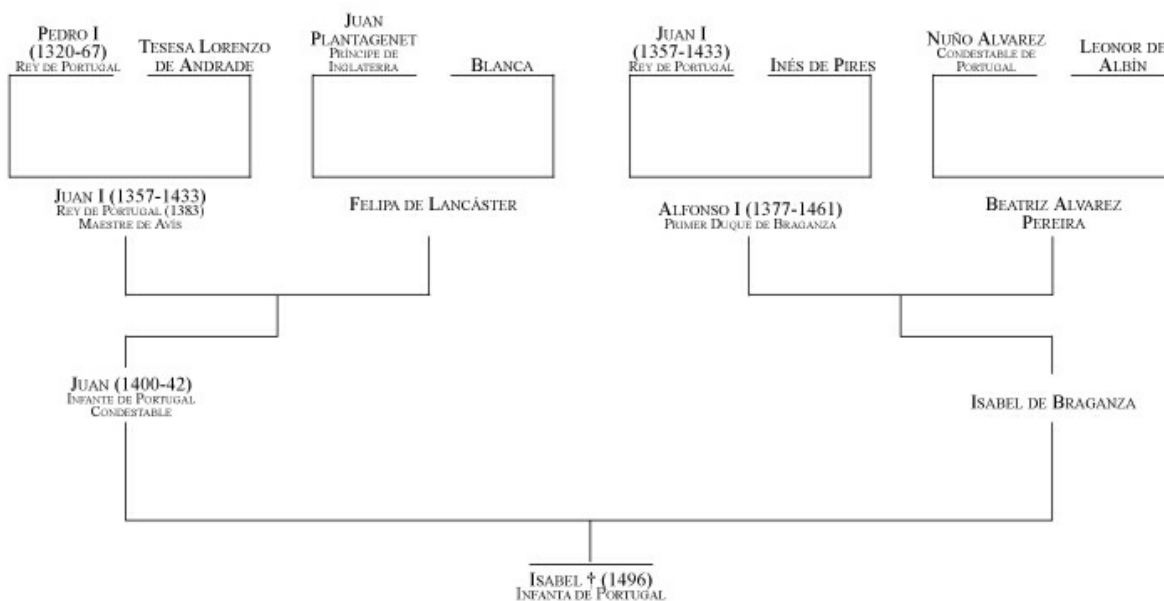 PEDRO I
(1320-67)
REY DE PORTUGAL
TESESA LORENZO
DE ANDRADE
JUAN
PLANTAGENET
PRÍNCIPE DE
INGLATERRA
BLANCA
JUAN I
(1357-1433)
REY DE PORTUGAL
INÉS DE PIRES
NUÑO ALVAREZ
CONDESTABLE DE
PORTUGAL
LEONOR DE
ALBÍN
JUAN I (1357-1433)
REY DE PORTUGAL (1383)
MAESTRE DE AVÍS
FELIPA DE LANCÁSTER
ALFONSO I (1377-1461)
PRIMER DUQUE DE BRAGANZA
BEATRIZ ALVAREZ
PEREIRA
JUAN (1400-42)
INFANTE DE PORTUGAL
CONDESTABLE
ISABEL DE BRAGANZA
ISABEL † (1496)
INFANTA DE PORTUGAL